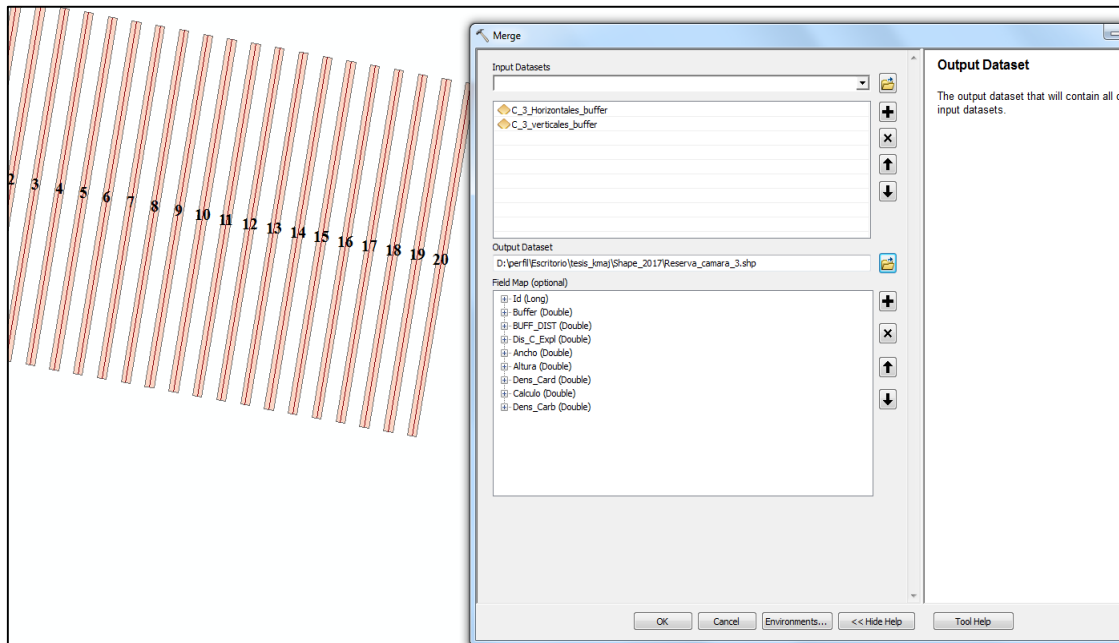 2 3 4 5 6 7 8 9 10 11 12 13 14 15 16 17 18 19 20
Merge
Input Datasets
C_3_Horizontales_buffer
C_3_verticales_buffer
Output Dataset
D:\perfil\Escritorio\tesis_kmaj\Shape_2017\Reserva_camara_3.shp
Field Map (optional)
Id (Long)
Buffer (Double)
BUFF_DIST (Double)
Dis_C_Expl (Double)
Ancho (Double)
Altura (Double)
Dens_Card (Double)
Calculo (Double)
Dens_Carb (Double)
OK Cancel Environments... << Hide Help Tool Help
Output Dataset
The output dataset that will contain all
input datasets.